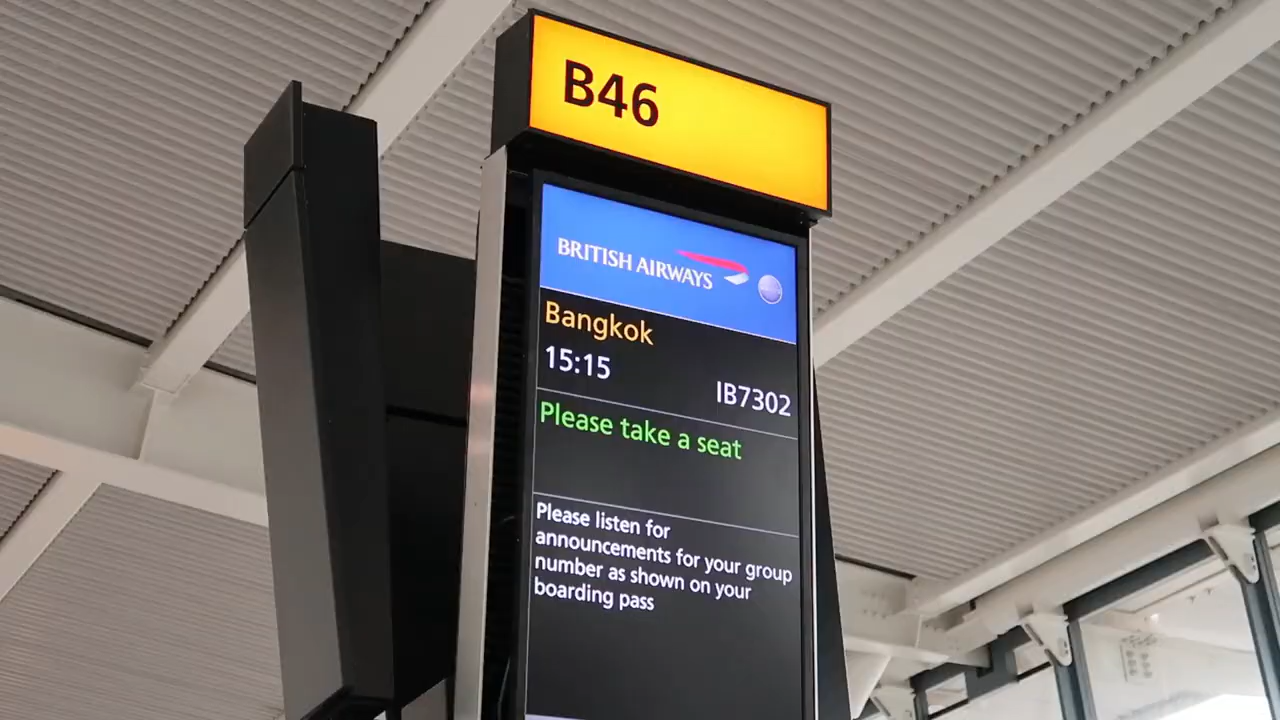 B46
BRITISH AIRWAYS
Bangkok
15:15
IB7302
Please take a seat
Please listen for
announcements for your group
number as shown on your
boarding pass